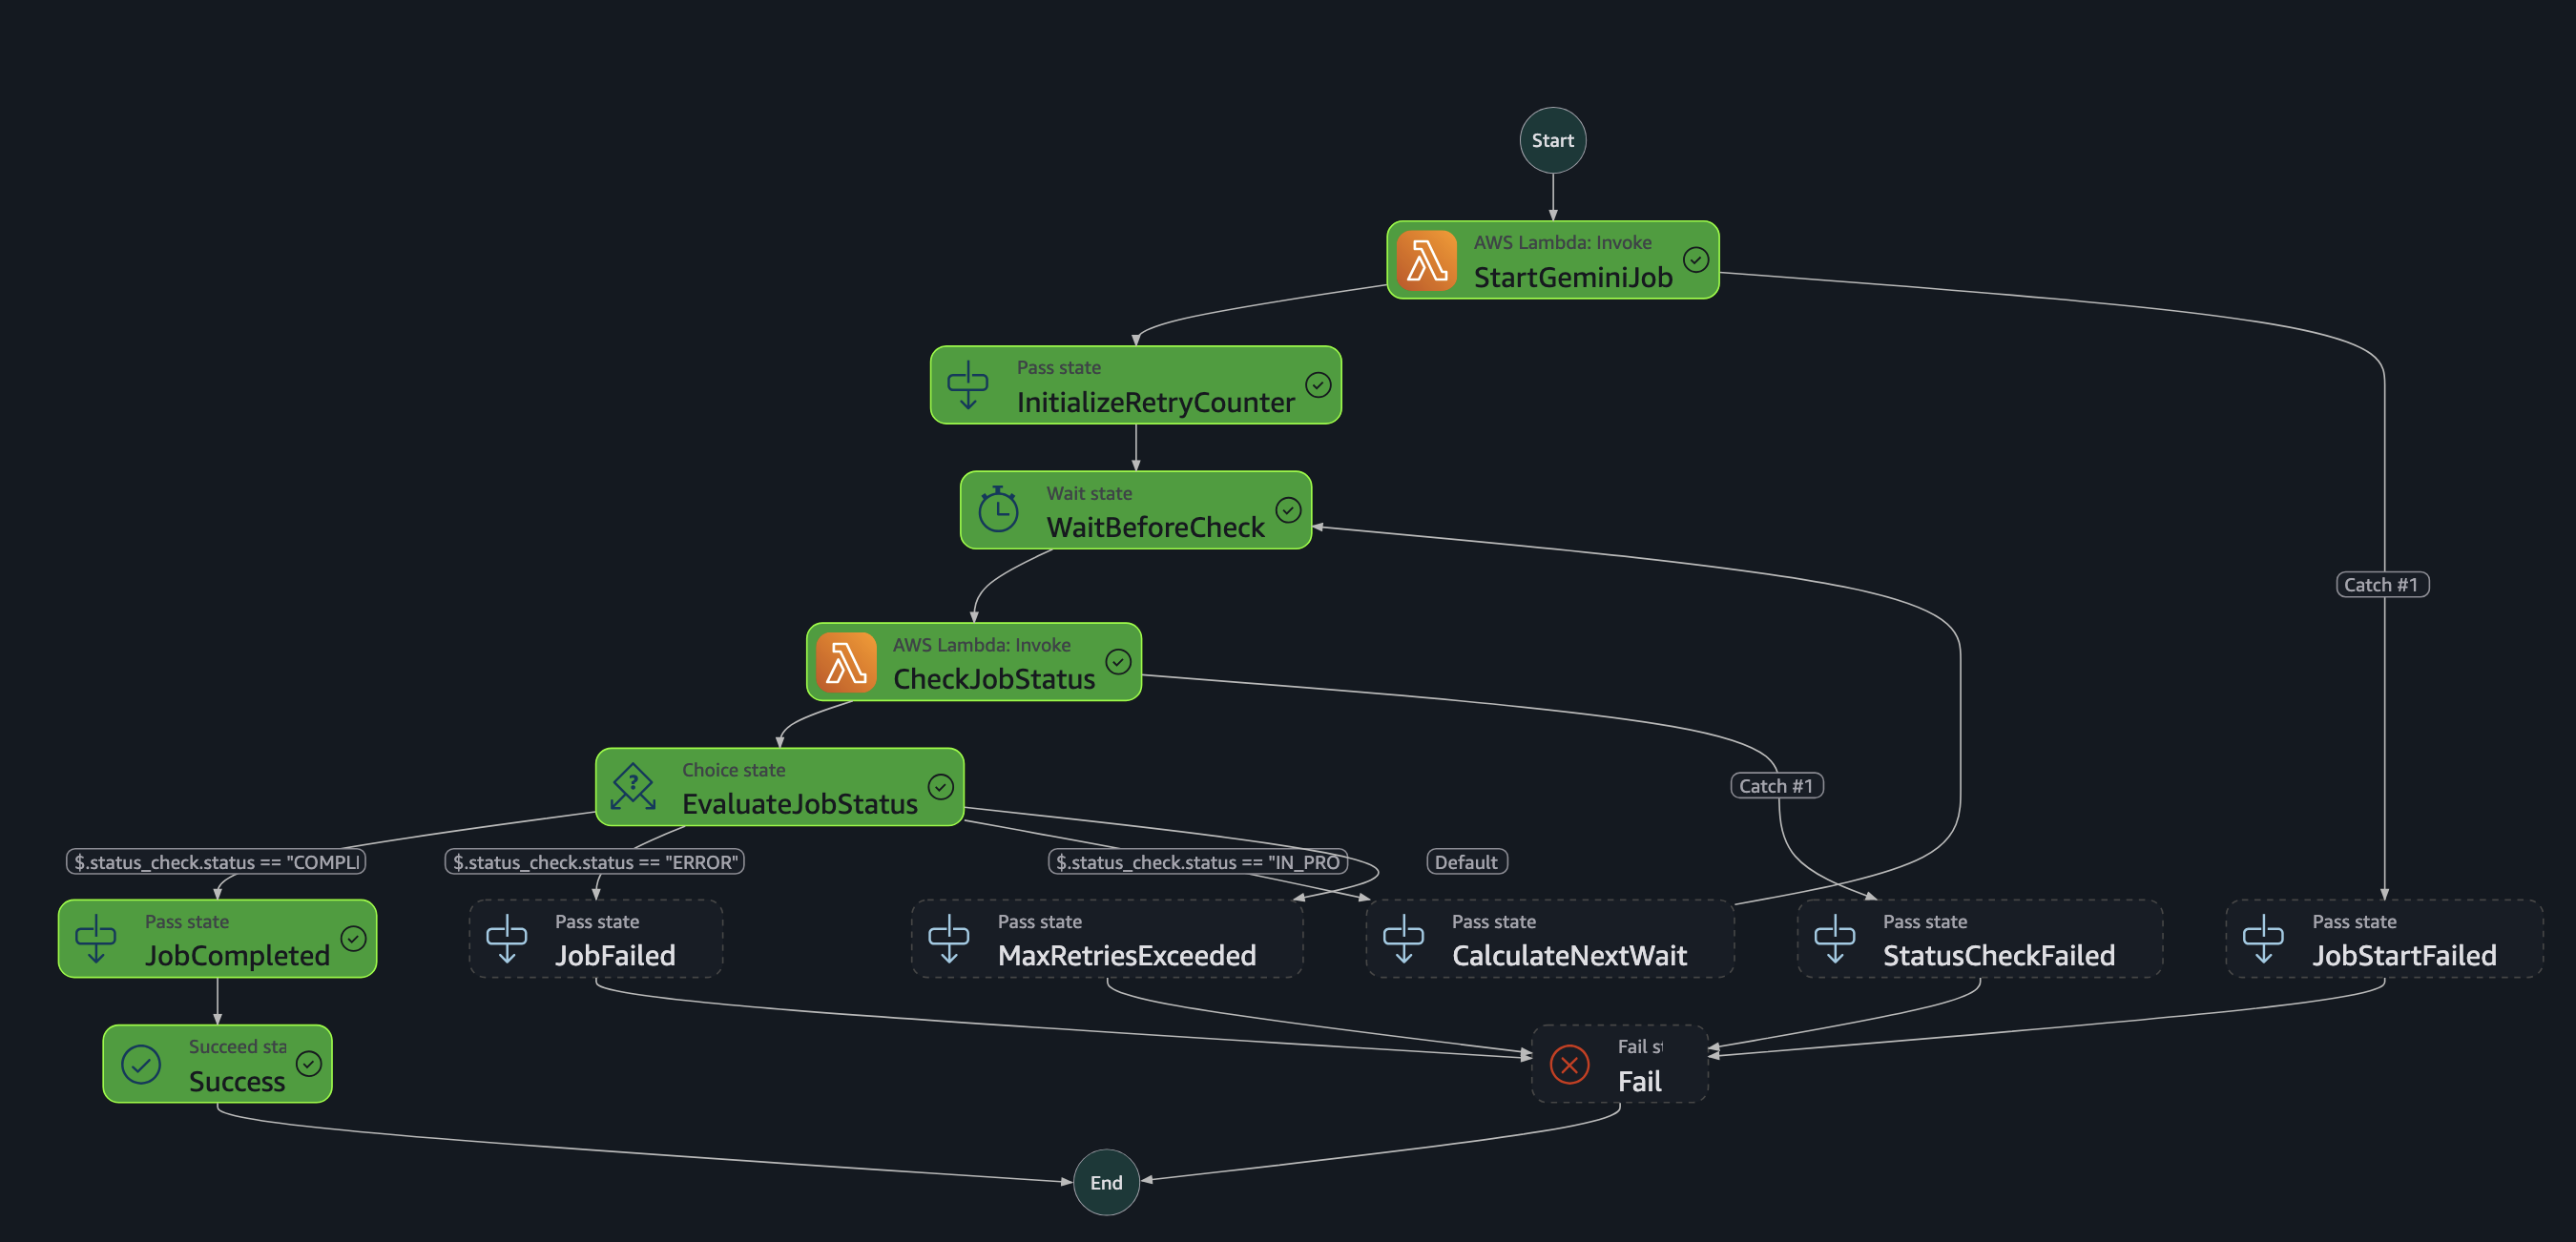 Start
AWS Lambda: Invoke
StartGeminiJob
Pass state
InitializeRetryCounter
Wait state
WaitBeforeCheck
Catch #1
AWS Lambda: Invoke
CheckJobStatus
Choice state
EvaluateJobStatus
Catch #1
$.status_check.status == "COMPLI
$.status_check.status == "ERROR"
$.status_check.status == "IN_PRO
Default
Pass state
JobCompleted
Pass state
JobFailed
Pass state
MaxRetriesExceeded
Pass state
CalculateNextWait
Pass state
StatusCheckFailed
Pass state
JobStartFailed
Succeed sta
Success
Fail st
Fail
End